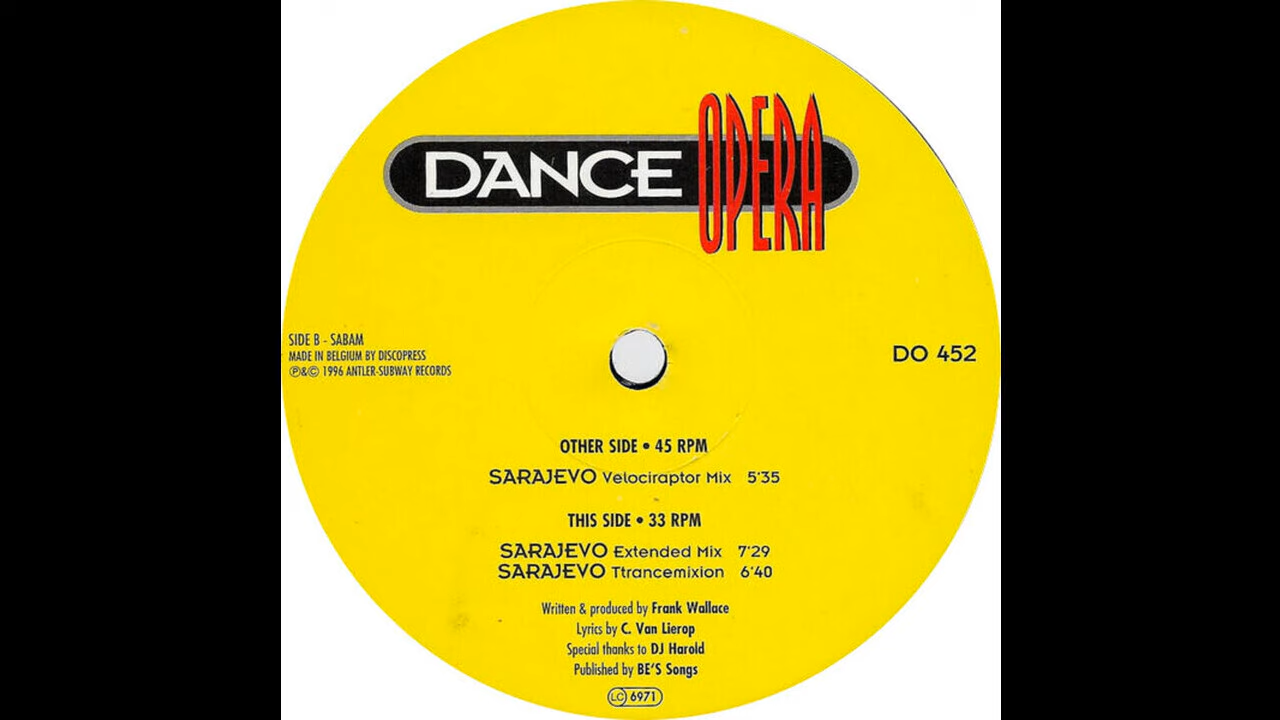 DANCE OPERA
SIDE B - SABAM
MADE IN BELGIUM BY DISCOPRESS
℗&© 1996 ANTLER-SUBWAY RECORDS
DO 452
OTHER SIDE • 45 RPM
SARAJEVO Velociraptor Mix 5'35
THIS SIDE • 33 RPM
SARAJEVO Extended Mix 7'29
SARAJEVO Ttrancemixion 6'40
Written & produced by Frank Wallace
Lyrics by C. Van Lierop
Special thanks to DJ Harold
Published by BE'S Songs
LC 6971